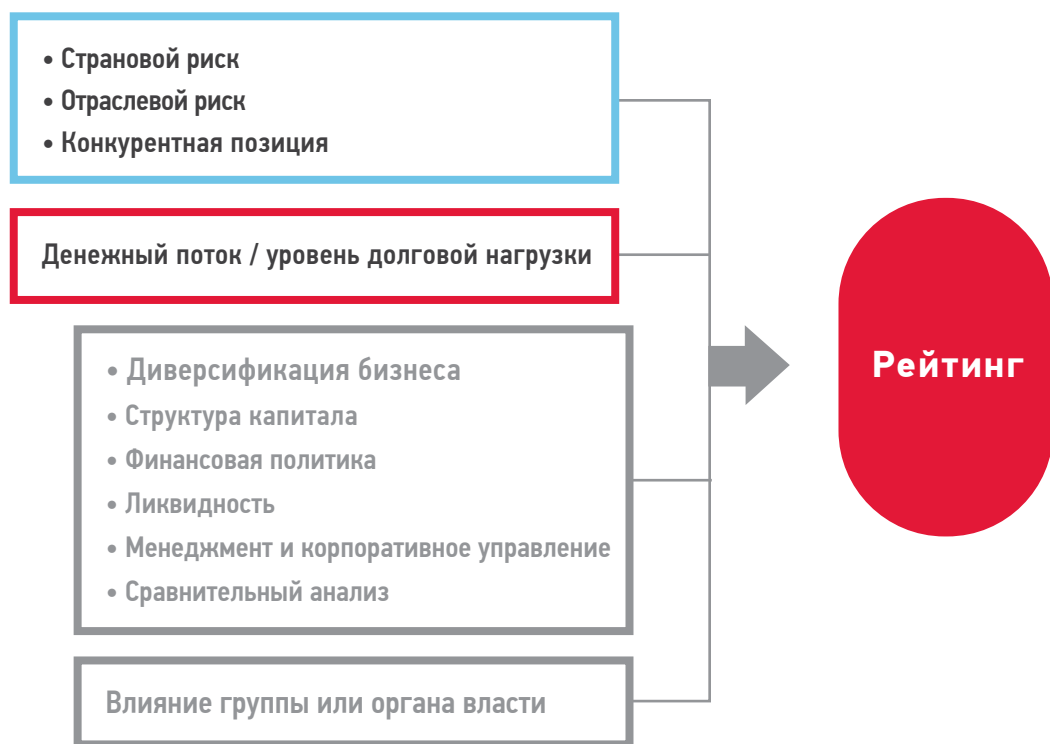 • Страновой риск
• Отраслевой риск
• Конкурентная позиция
Денежный поток / уровень долговой нагрузки
• Диверсификация бизнеса
• Структура капитала
• Финансовая политика
• Ликвидность
• Менеджмент и корпоративное управление
• Сравнительный анализ
Влияние группы или органа власти
Рейтинг